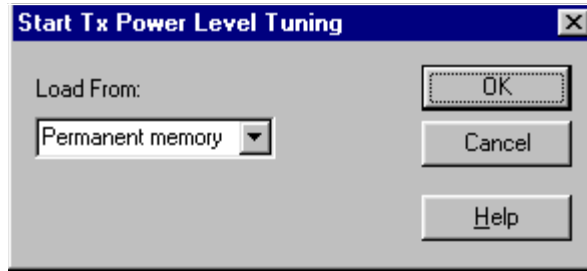 Start Tx Power Level Tuning
Load From:
Permanent memory
OK
Cancel
Help